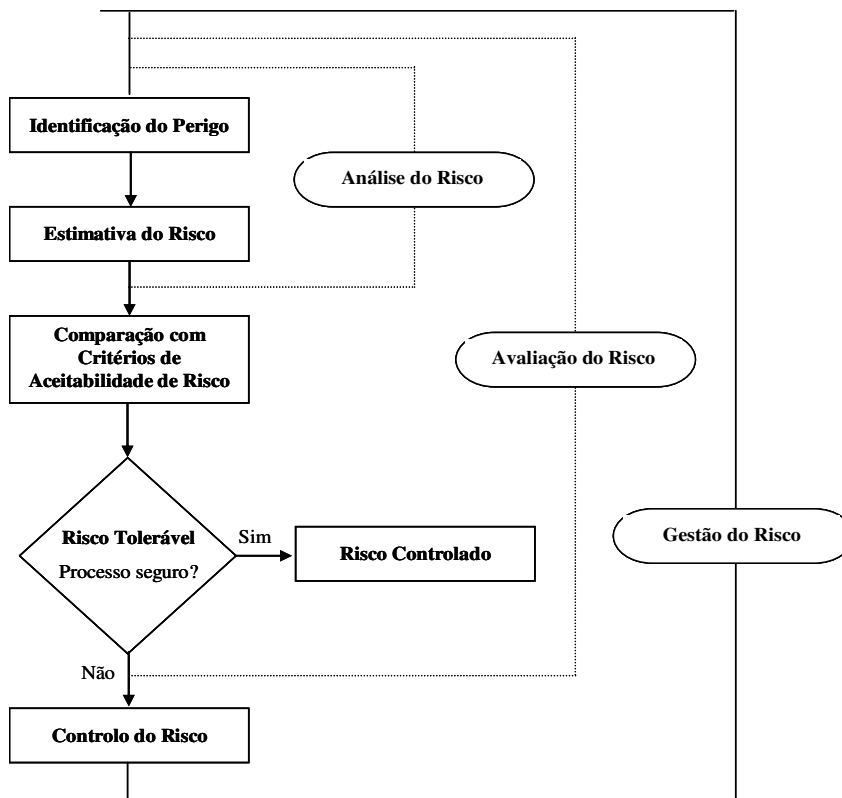 Identificação do Perigo
Análise do Risco
Estimativa do Risco
Comparação com
Critérios de
Aceitabilidade de Risco
Avaliação do Risco
Risco Tolerável
Processo seguro?
Sim
Risco Controlado
Gestão do Risco
Não
Controlo do Risco